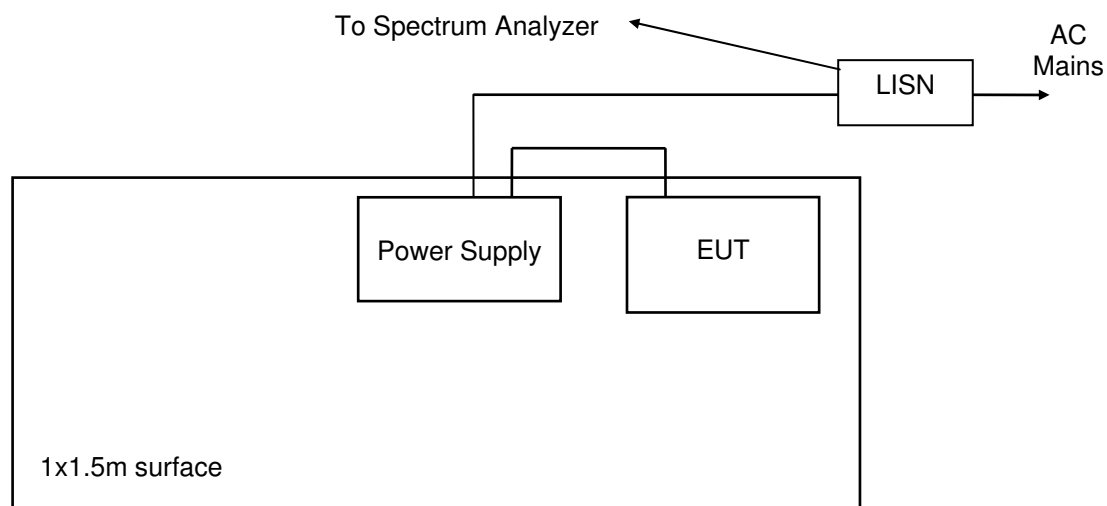 To Spectrum Analyzer
AC
Mains
LISN
Power Supply
EUT
1x1.5m surface